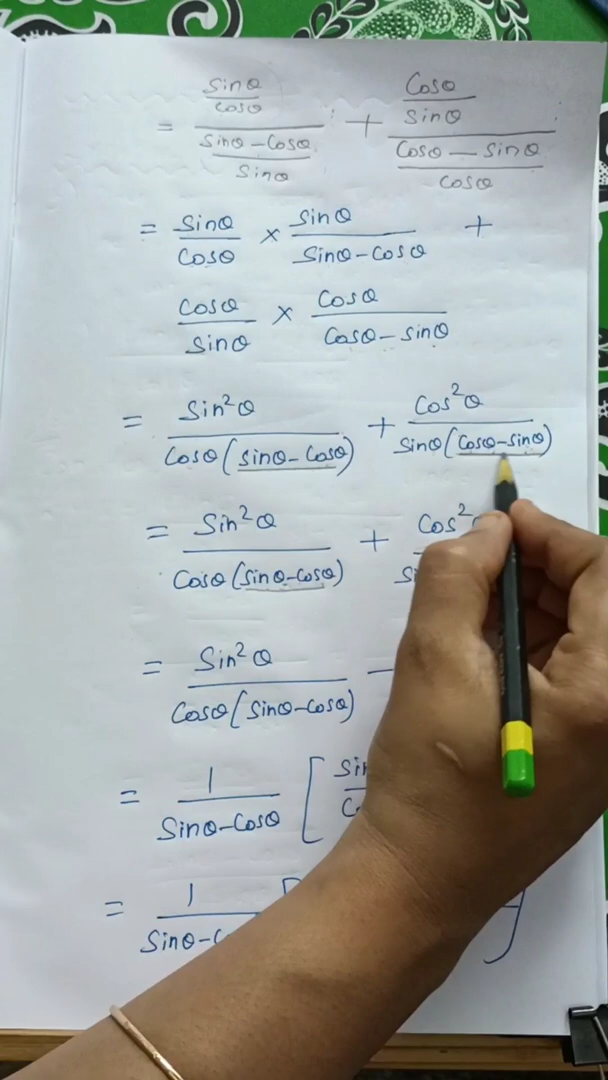 = (sinθ/cosθ)/((sinθ-cosθ)/sinθ) + (cosθ/sinθ)/((cosθ-sinθ)/cosθ)
= sinθ/cosθ × sinθ/(sinθ-cosθ) +
cosθ/sinθ × cosθ/(cosθ-sinθ)
= sin²θ/(cosθ(sinθ-cosθ)) + cos²θ/(sinθ(cosθ-sinθ))
= sin²θ/(cosθ(sinθ-cosθ)) + cos²
= sin²θ/(cosθ(sinθ-cosθ)) -
= 1/(sinθ-cosθ) [
= 1/